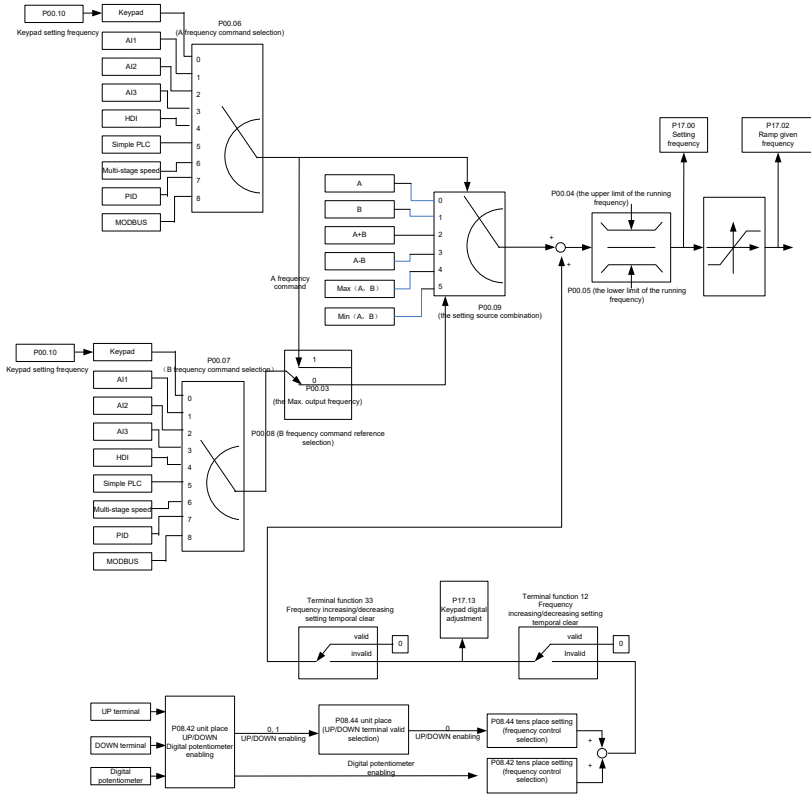 P00.10
Keypad setting frequency
Keypad
AI1
AI2
AI3
HDI
Simple PLC
Multi-stage speed
PID
MODBUS
P00.06
(A frequency command selection)
0
1
2
3
4
5
6
7
8
A frequency
command
A
B
A+B
A-B
Max（A，B）
Min（A，B）
0
1
2
3
4
5
P00.09
(the setting source combination)
+
+
P00.04 (the upper limit of the running
frequency)
P00.05 (the lower limit of the running
frequency)
P17.00
Setting
frequency
P17.02
Ramp given
frequency
P00.10
Keypad setting frequency
Keypad
AI1
AI2
AI3
HDI
Simple PLC
Multi-stage speed
PID
MODBUS
P00.07
（B frequency command selection)
0
1
2
3
4
5
6
7
8
1
0
P00.03
(the Max. output frequency)
P00.08 (B frequency command reference
selection)
Terminal function 33
Frequency increasing/decreasing
setting temporal clear
valid
invalid
0
P17.13
Keypad digital
adjustment
Terminal function 12
Frequency
increasing/decreasing setting
temporal clear
valid
Invalid
0
UP terminal
DOWN terminal
Digital
potentiometer
P08.42 unit place
UP/DOWN
Digital potentiometer
enabling
0, 1
UP/DOWN enabling
P08.44 unit place
(UP/DOWN terminal valid
selection)
0
UP/DOWN enabling
P08.44 tens place setting
(frequency control
selection)
Digital potentiometer
enabling
P08.42 tens place setting
(frequency control
selection)
+
+